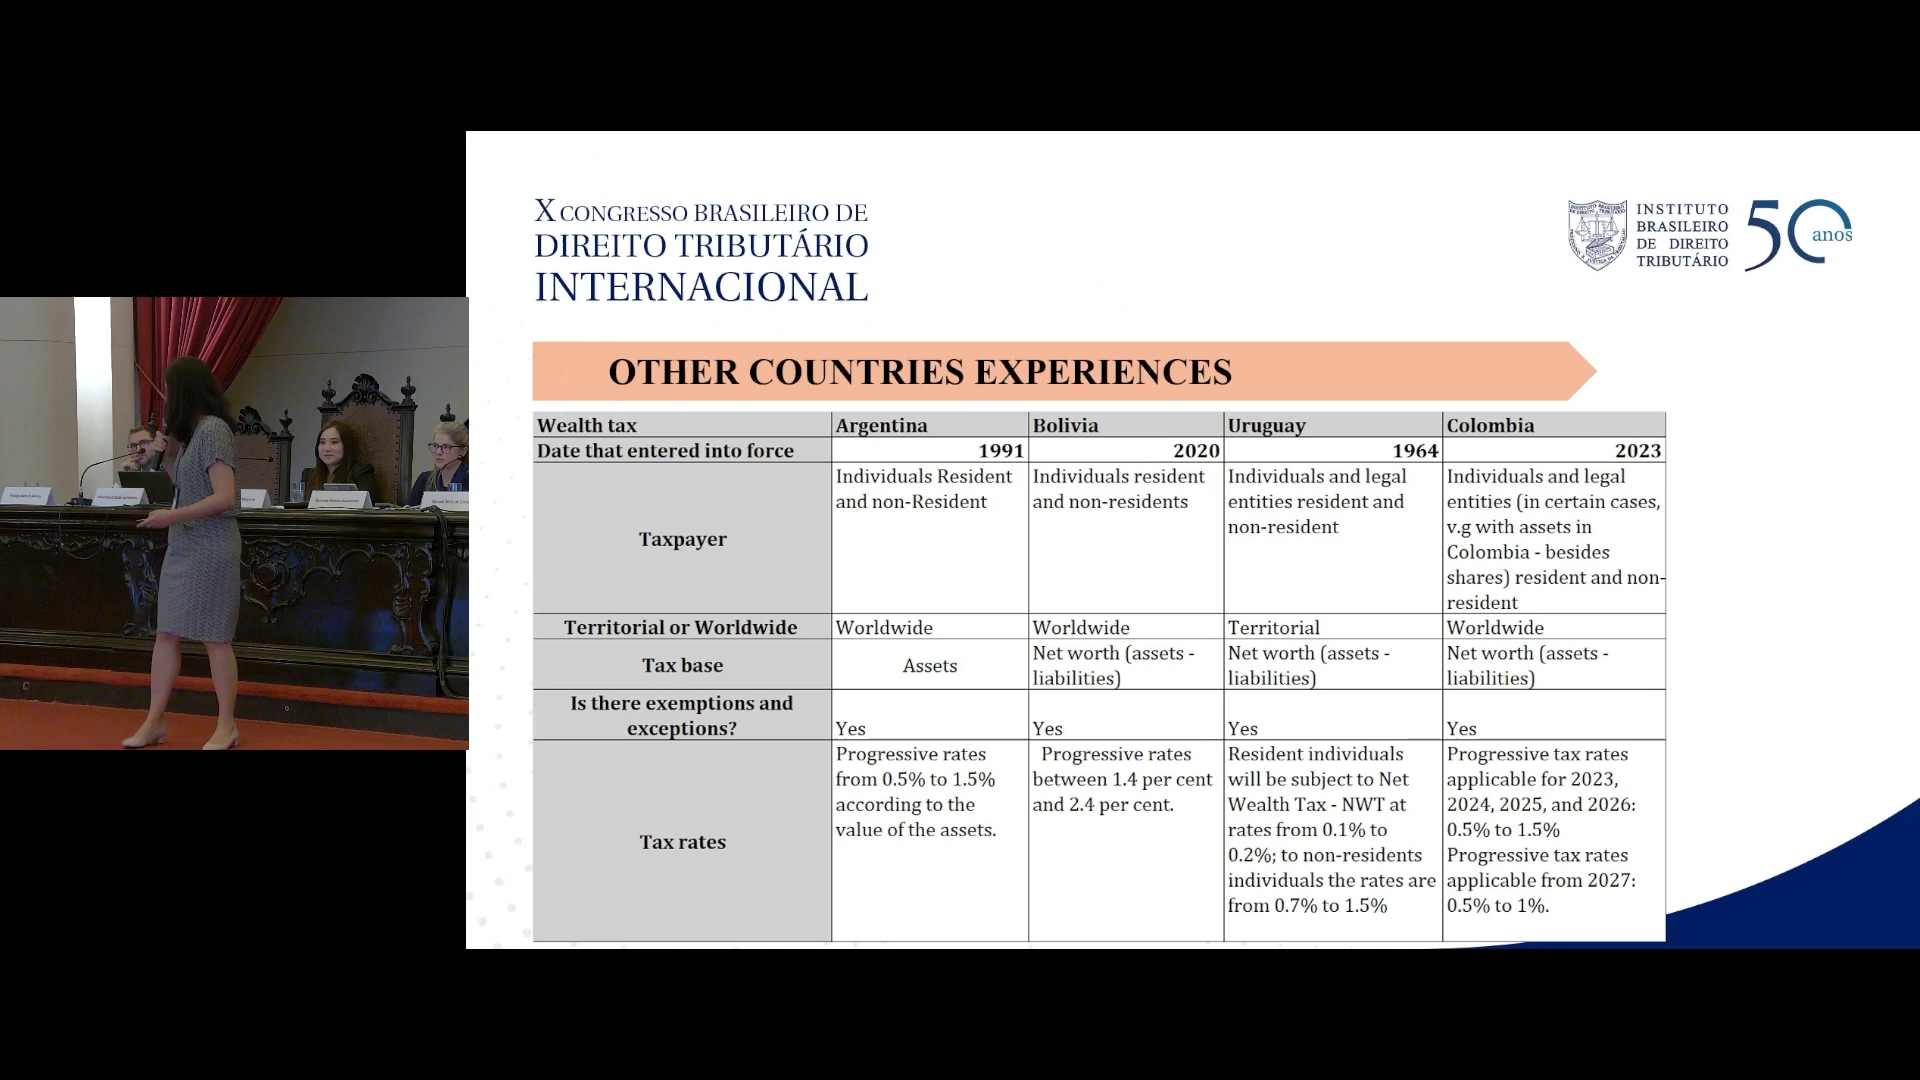 X CONGRESSO BRASILEIRO DE
DIREITO TRIBUTÁRIO
INTERNACIONAL
INSTITUTO
BRASILEIRO
DE DIREITO
TRIBUTÁRIO
50 anos
OTHER COUNTRIES EXPERIENCES
Wealth tax Argentina Bolivia Uruguay Colombia
Date that entered into force 1991 2020 1964 2023
Taxpayer
Individuals Resident
and non-Resident
Individuals resident
and non-residents
Individuals and legal
entities resident and
non-resident
Individuals and legal
entities (in certain cases,
v.g with assets in
Colombia - besides
shares) resident and non-
resident
Territorial or Worldwide Worldwide Worldwide Territorial Worldwide
Tax base
Assets
Net worth (assets -
liabilities)
Net worth (assets -
liabilities)
Net worth (assets -
liabilities)
Is there exemptions and
exceptions?
Yes Yes Yes Yes
Tax rates
Progressive rates
from 0.5% to 1.5%
according to the
value of the assets.
Progressive rates
between 1.4 per cent
and 2.4 per cent.
Resident individuals
will be subject to Net
Wealth Tax - NWT at
rates from 0.1% to
0.2%; to non-residents
individuals the rates are
from 0.7% to 1.5%
Progressive tax rates
applicable for 2023,
2024, 2025, and 2026:
0.5% to 1.5%
Progressive tax rates
applicable from 2027:
0.5% to 1%.